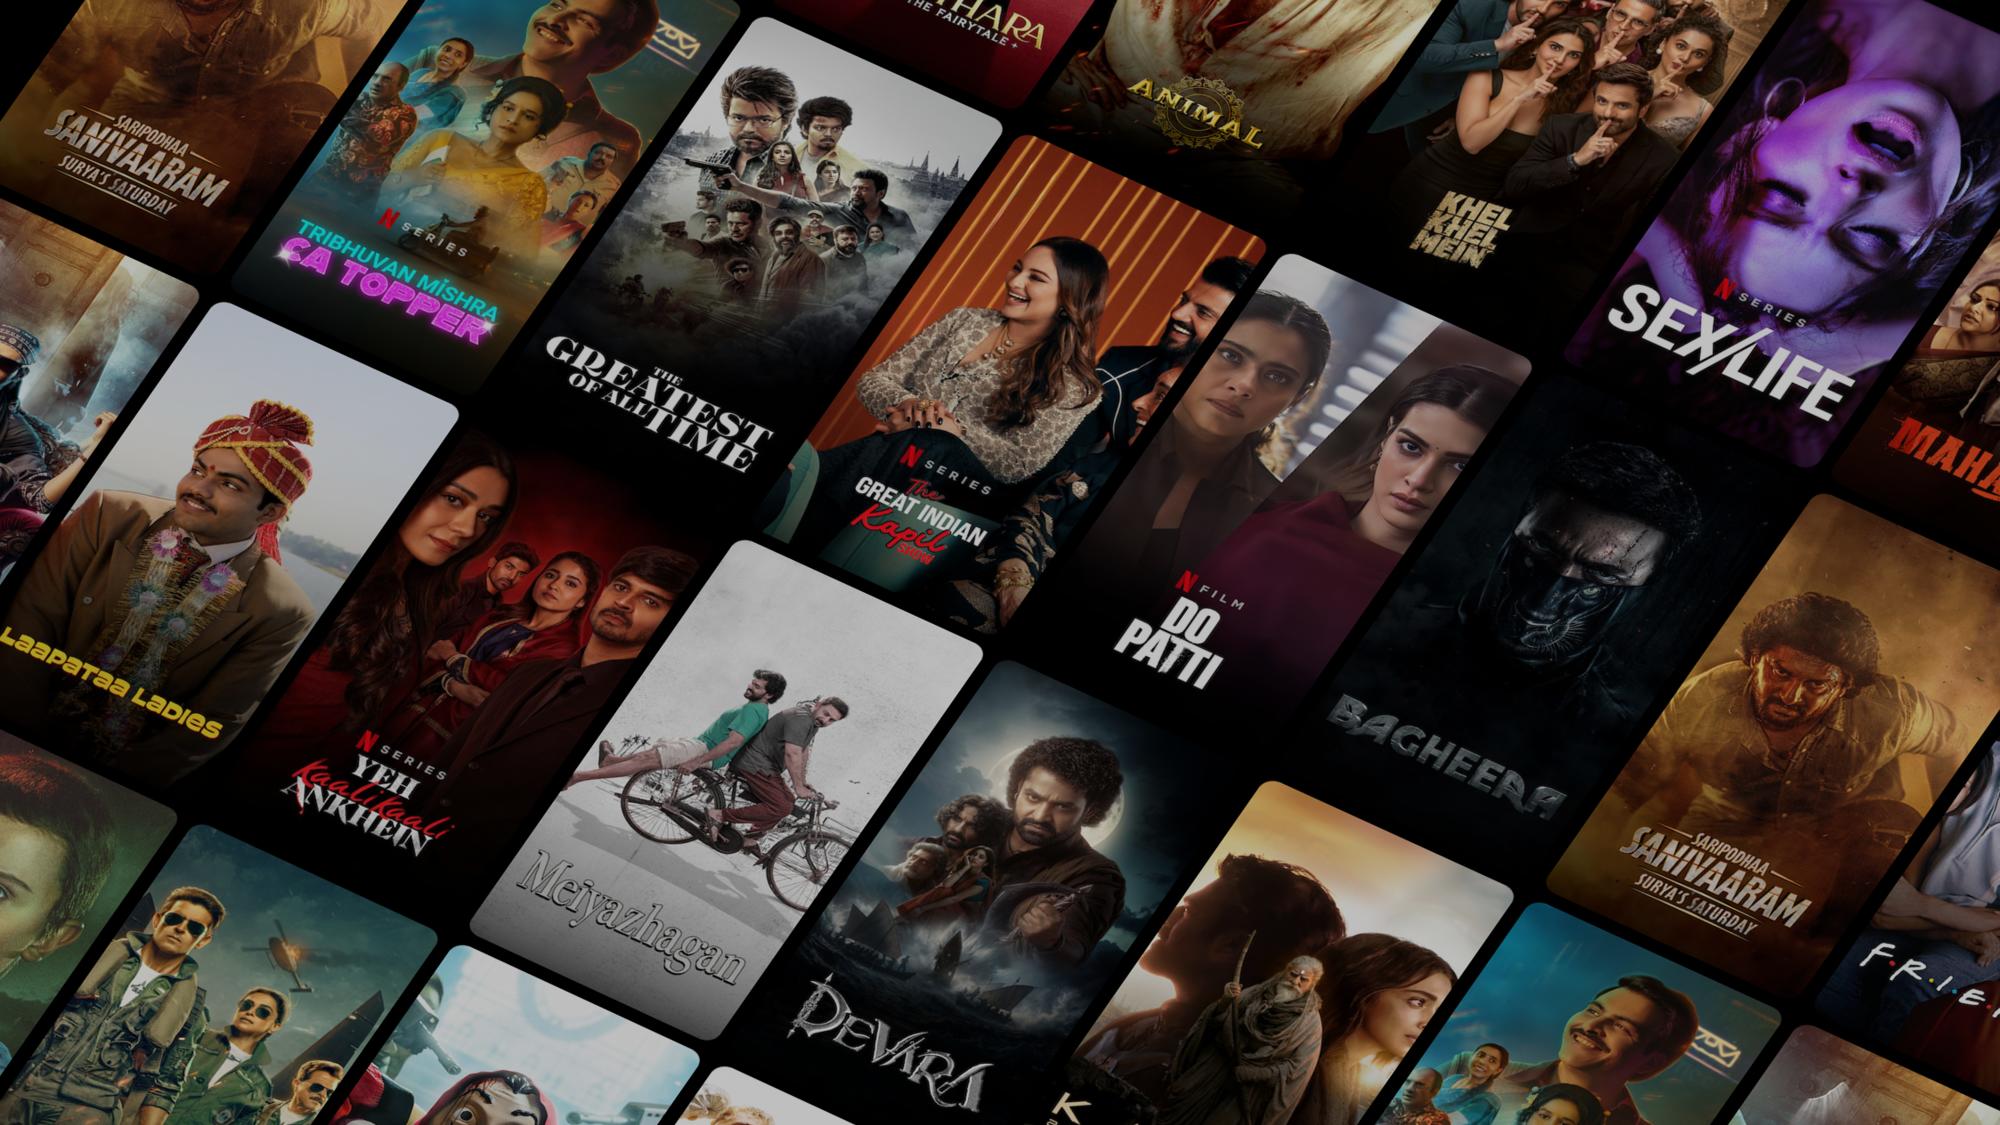 THARA
THE FAIRYTALE
ANIMAL
SARIPODHAA
SANIVAARAM
SURYA'S SATURDAY
N SERIES
TRIBHUVAN MISHRA
CA TOPPER
THE
GREATEST
OF ALL TIME
KHEL
KHEL
MEIN
N SERIES
SEX/LIFE
N SERIES
The
GREAT INDIAN
Kapil
SHOW
MAHA
LAAPATAA LADIES
N SERIES
YEH
Kaali Kaali
ANKHEIN
N FILM
DO
PATTI
BAGHEERA
Meiyazhagan
DEVARA
SARIPODHAA
SANIVAARAM
SURYA'S SATURDAY
F.R.I.E.
K